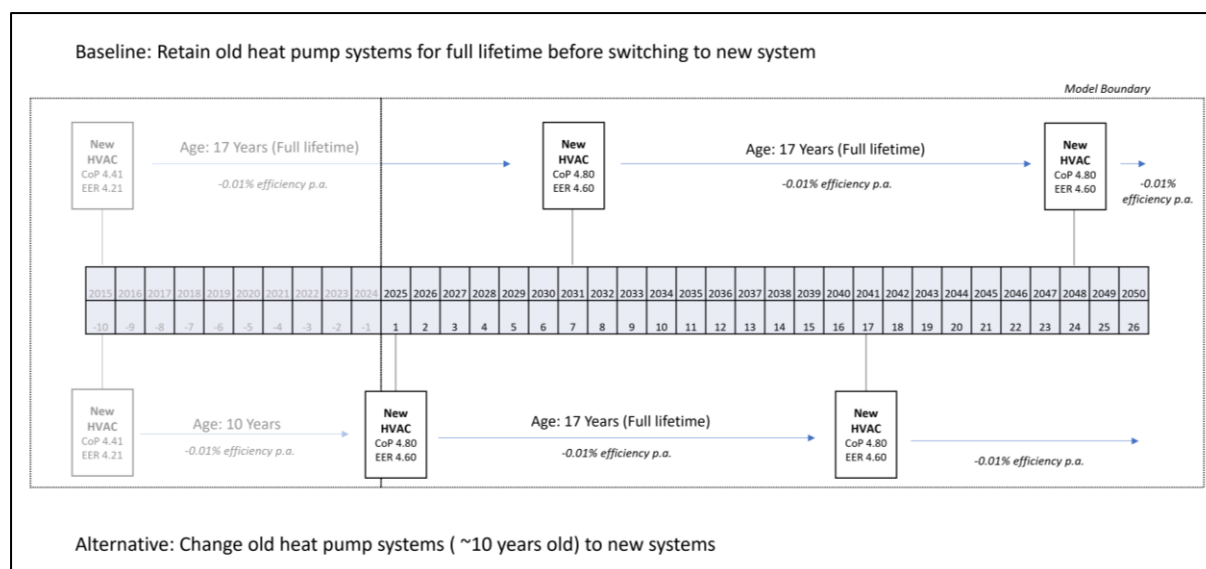 Baseline: Retain old heat pump systems for full lifetime before switching to new system
Model Boundary
New
HVAC
CoP 4.41
EER 4.21
Age: 17 Years (Full lifetime)
-0.01% efficiency p.a.
New
HVAC
CoP 4.80
EER 4.60
Age: 17 Years (Full lifetime)
-0.01% efficiency p.a.
New
HVAC
CoP 4.80
EER 4.60
-0.01%
efficiency p.a.
2015 2016 2017 2018 2019 2020 2021 2022 2023 2024 2025 2026 2027 2028 2029 2030 2031 2032 2033 2034 2035 2036 2037 2038 2039 2040 2041 2042 2043 2044 2045 2046 2047 2048 2049 2050
-10 -9 -8 -7 -6 -5 -4 -3 -2 -1 1 2 3 4 5 6 7 8 9 10 11 12 13 14 15 16 17 18 19 20 21 22 23 24 25 26
New
HVAC
CoP 4.41
EER 4.21
Age: 10 Years
-0.01% efficiency p.a.
New
HVAC
CoP 4.80
EER 4.60
Age: 17 Years (Full lifetime)
-0.01% efficiency p.a.
New
HVAC
CoP 4.80
EER 4.60
-0.01% efficiency p.a.
Alternative: Change old heat pump systems ( ~10 years old) to new systems